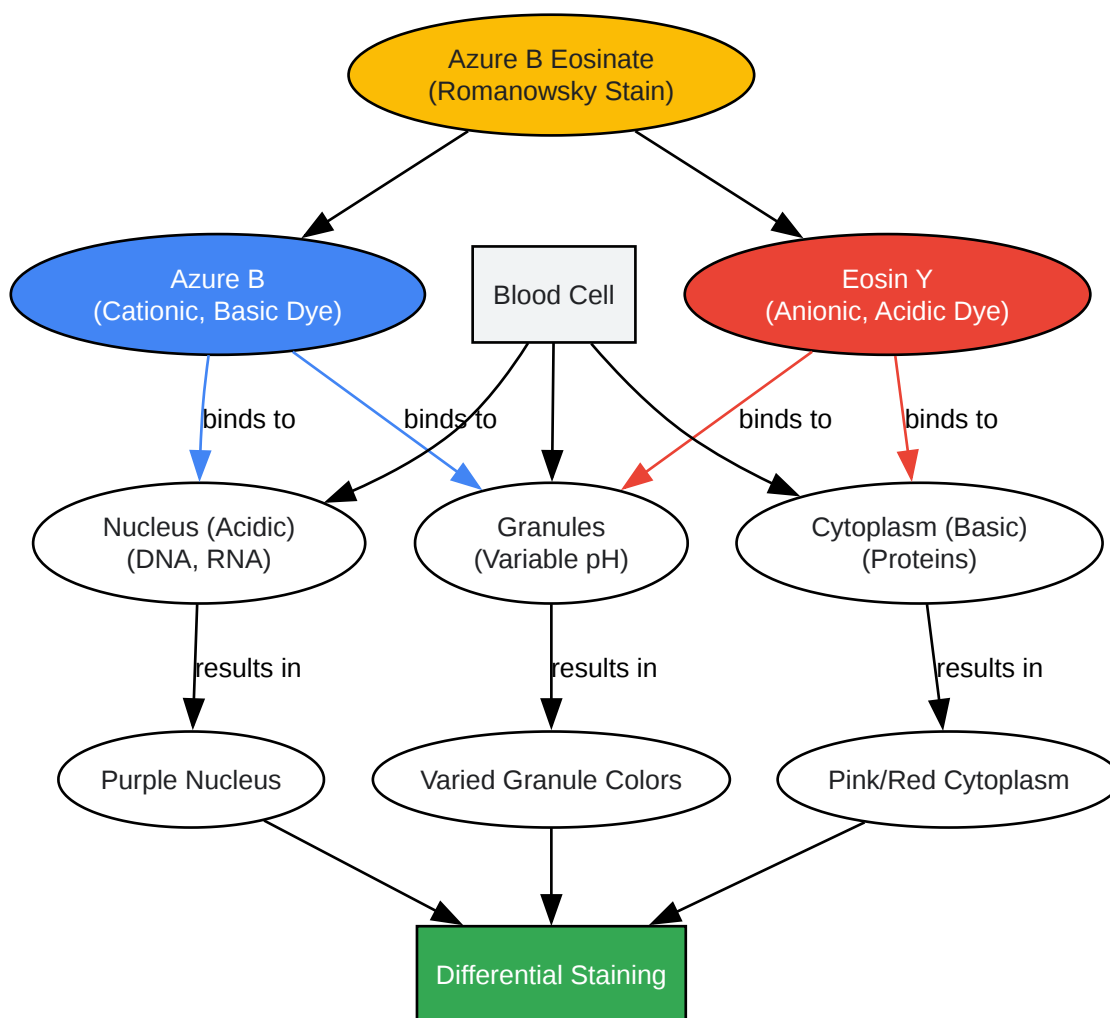 Azure B Eosinate
(Romanowsky Stain)
Azure B
(Cationic, Basic Dye)
Blood Cell
Eosin Y
(Anionic, Acidic Dye)
binds to
binds to
binds to
binds to
Nucleus (Acidic)
(DNA, RNA)
Granules
(Variable pH)
Cytoplasm (Basic)
(Proteins)
results in
results in
results in
Purple Nucleus
Varied Granule Colors
Pink/Red Cytoplasm
Differential Staining